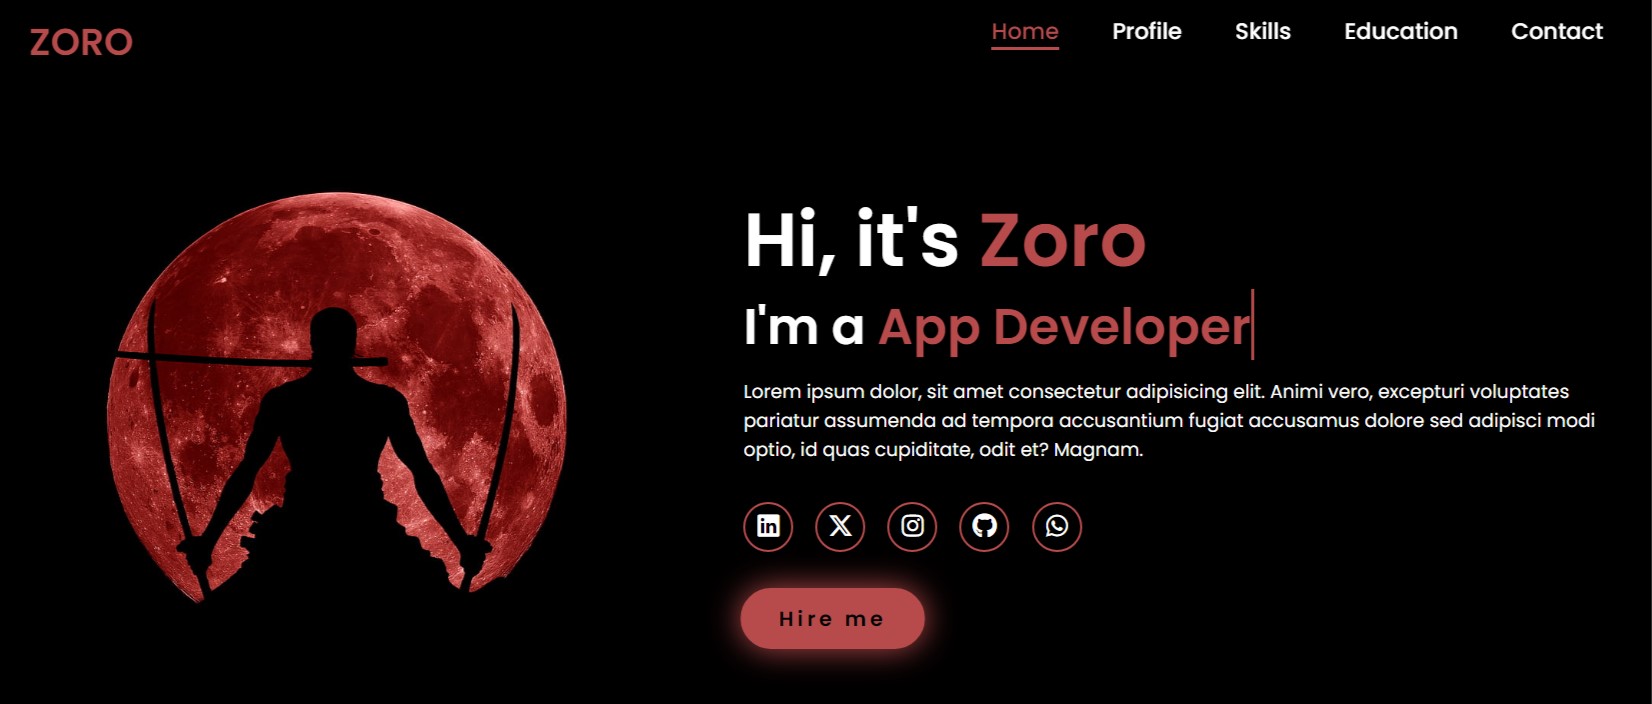 ZORO
Home Profile Skills Education Contact
Hi, it's Zoro
I'm a App Developer
Lorem ipsum dolor, sit amet consectetur adipisicing elit. Animi vero, excepturi voluptates
pariatur assumenda ad tempora accusantium fugiat accusamus dolore sed adipisci modi
optio, id quas cupiditate, odit et? Magnam.
Hire me